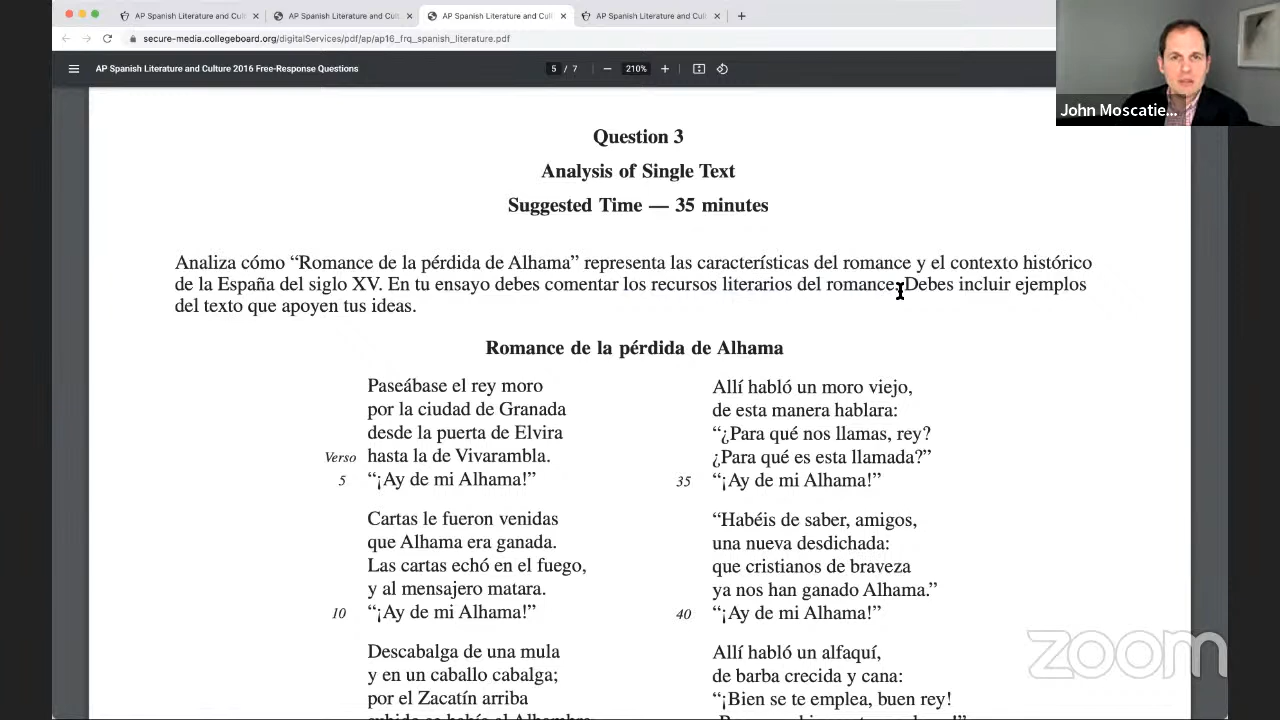 AP Spanish Literature and Cult
AP Spanish Literature and Cult
AP Spanish Literature and Cult
AP Spanish Literature and Cult
secure-media.collegeboard.org/digitalServices/pdf/ap/ap16_frq_spanish_literature.pdf
AP Spanish Literature and Culture 2016 Free-Response Questions
5 / 7
210%
John Moscatie...
Question 3
Analysis of Single Text
Suggested Time — 35 minutes
Analiza cómo “Romance de la pérdida de Alhama” representa las características del romance y el contexto histórico
de la España del siglo XV. En tu ensayo debes comentar los recursos literarios del romance. Debes incluir ejemplos
del texto que apoyen tus ideas.
Romance de la pérdida de Alhama
Paseábase el rey moro
por la ciudad de Granada
desde la puerta de Elvira
Verso hasta la de Vivarambla.
5 “¡Ay de mi Alhama!”
Cartas le fueron venidas
que Alhama era ganada.
Las cartas echó en el fuego,
y al mensajero matara.
10 “¡Ay de mi Alhama!”
Descabalga de una mula
y en un caballo cabalga;
por el Zacatín arriba
subido se había al Alhambra
Allí habló un moro viejo,
de esta manera hablara:
“¿Para qué nos llamas, rey?
¿Para qué es esta llamada?”
35 “¡Ay de mi Alhama!”
“Habéis de saber, amigos,
una nueva desdichada:
que cristianos de braveza
ya nos han ganado Alhama.”
40 “¡Ay de mi Alhama!”
Allí habló un alfaquí,
de barba crecida y cana:
“¡Bien se te emplea, buen rey!
zoom